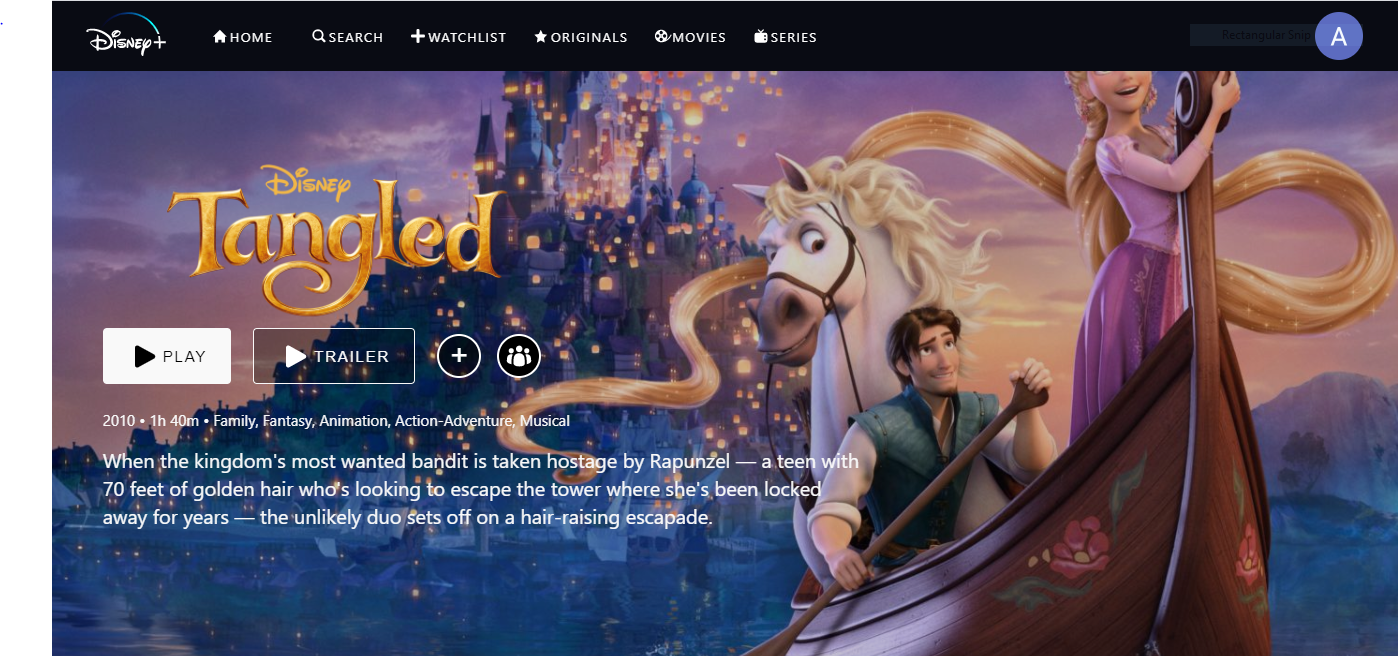 Disney+ HOME SEARCH WATCHLIST ORIGINALS MOVIES SERIES Rectangular Snip A
Disney
Tangled
PLAY TRAILER +
2010 • 1h 40m • Family, Fantasy, Animation, Action-Adventure, Musical
When the kingdom's most wanted bandit is taken hostage by Rapunzel — a teen with
70 feet of golden hair who's looking to escape the tower where she's been locked
away for years — the unlikely duo sets off on a hair-raising escapade.